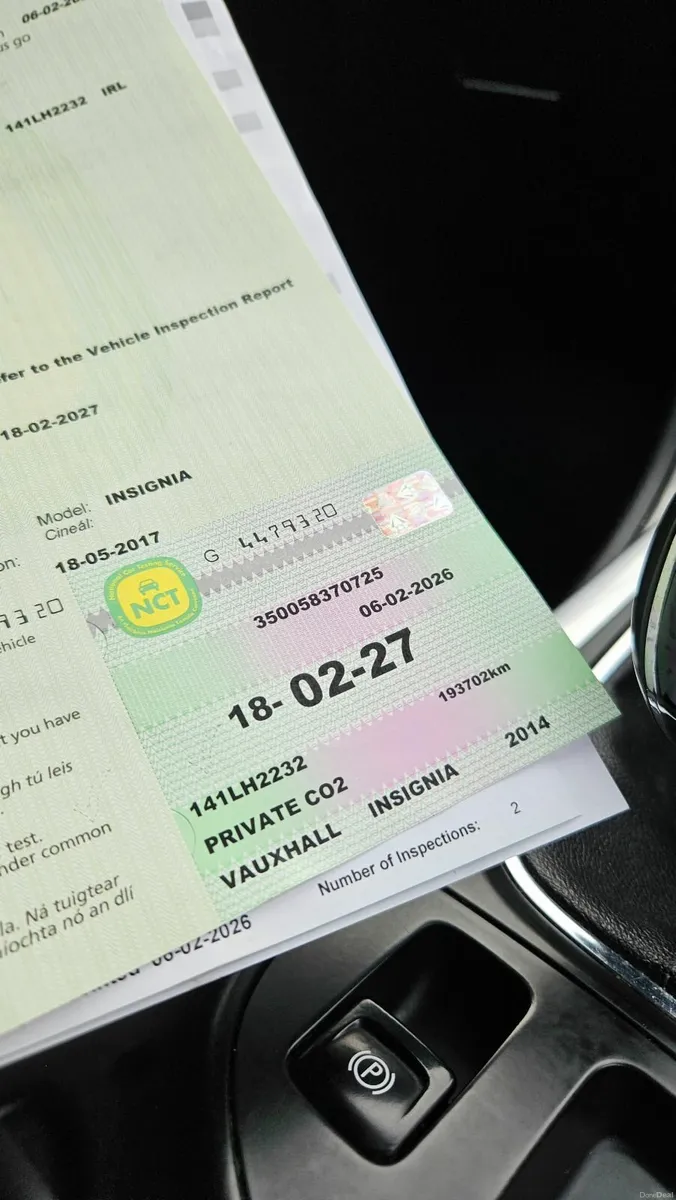 06-02-20
us go
141LH2232 IRL
fer to the Vehicle Inspection Report
18-02-2027
Model: INSIGNIA
Cineál:
on: 18-05-2017
G 4479320
NCT
350058370725
06-02-2026
7320
hicle
18-02-27
193702km
t you have
gh tú leis
141LH2232
PRIVATE CO2
VAUXHALL INSIGNIA 2014
test.
nder common
la. Ná tuigtear
íochta nó an dlí
Number of Inspections: 2
06-02-2026
P
DoneDeal